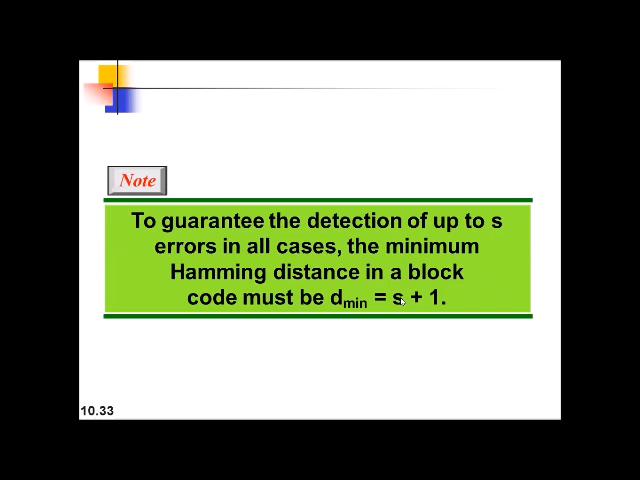 Note
To guarantee the detection of up to s
errors in all cases, the minimum
Hamming distance in a block
code must be dmin = s + 1.
10.33